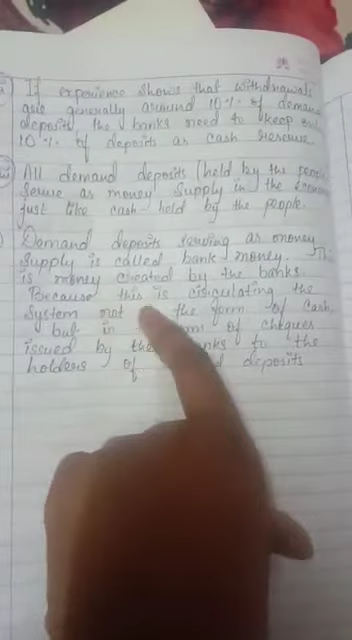 If experience shows that withdrawals
are generally around 10% of demand
deposits, the banks need to keep only
10% of deposits as cash reserve.
All demand deposits (held by the people
serve as money supply in the economy
just like cash held by the people.
Demand deposits serving as money
supply is called bank money. This
is money created by the banks.
Because this is circulating the
system not the form of cash,
but in of cheques
issued by the to the
holders of deposits